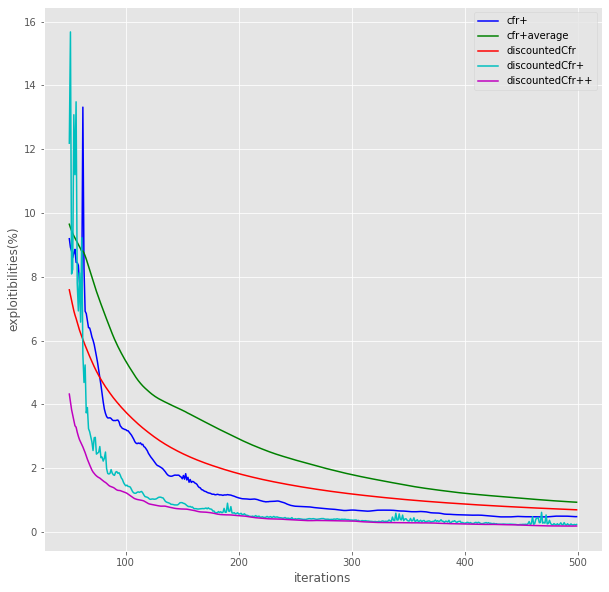 cfr+
cfr+average
discountedCfr
discountedCfr+
discountedCfr++
exploitibilities(%)
16
14
12
10
8
6
4
2
0
100
200
300
400
500
iterations